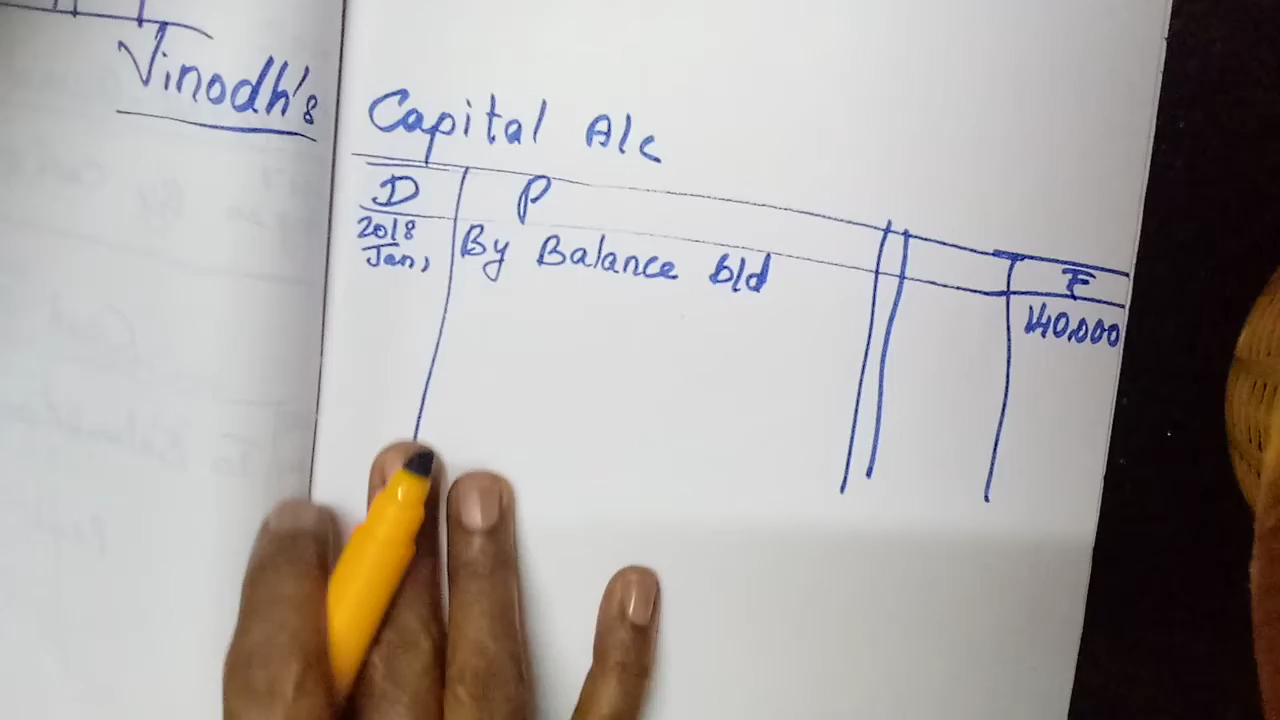 Vinodh's
Capital A/c
D P ₹
2018
Jan, By Balance b/d 140,000